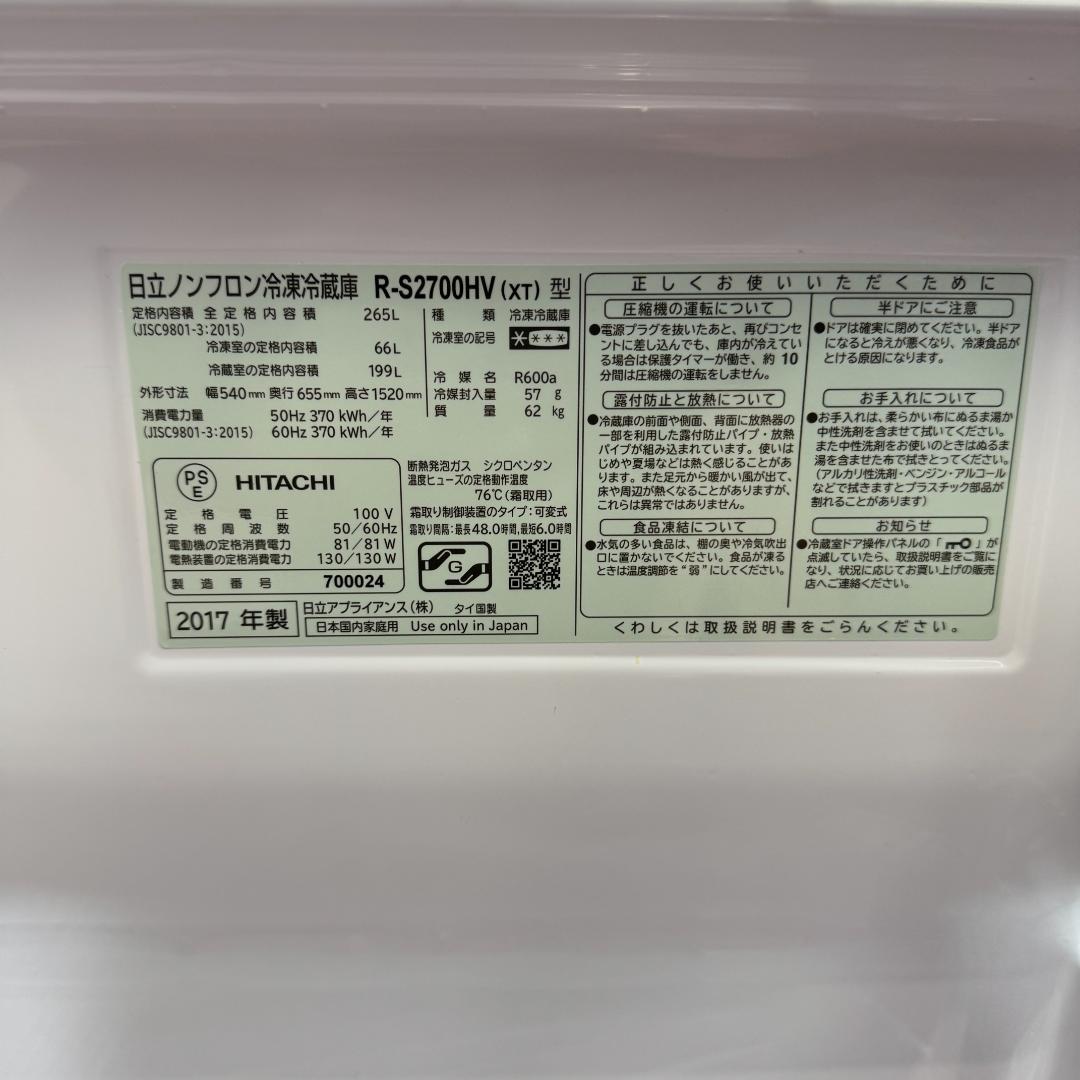 日立ノンフロン冷凍冷蔵庫 R-S2700HV(XT) 型
定格内容積 全定格内容積 265L
(JISC9801-3:2015)
冷凍室の定格内容積 66L
冷蔵室の定格内容積 199L
外形寸法 幅540mm 奥行655mm 高さ1520mm
消費電力量 50Hz 370 kWh/年
(JISC9801-3:2015) 60Hz 370 kWh/年
種類 冷凍冷蔵庫
冷凍室の記号 ****
冷媒名 R600a
冷媒封入量 57 g
質量 62 kg
PS
E
HITACHI
定格電圧 100V
定格周波数 50/60Hz
電動機の定格消費電力 81/81W
電熱装置の定格消費電力 130/130W
製造番号 700024
断熱発泡ガス シクロペンタン
温度ヒューズの定格動作温度
76℃(霜取用)
霜取り制御装置のタイプ:可変式
霜取り間隔:最長48.0時間,最短6.0時間
G
2017 年製
日立アプライアンス(株) タイ国製
日本国内家庭用 Use only in Japan
正しくお使いいただくために
圧縮機の運転について
●電源プラグを抜いたあと、再びコンセ
ントに差し込んでも、庫内が冷えてい
る場合は保護タイマーが働き、約10
分間は圧縮機の運転をしません。
露付防止と放熱について
●冷蔵庫の前面や側面、背面に放熱器の
一部を利用した露付防止パイプ・放熱
パイプが組み込まれています。使いは
じめや夏場などは熱く感じることがあ
ります。また足元から暖かい風が出て、
床や周辺が熱くなることがありますが、
これらは異常ではありません。
食品凍結について
●水気の多い食品は、棚の奥や冷気吹出
口に置かないでください。食品が凍る
ときは温度調節を“弱”にしてください。
半ドアにご注意
●ドアは確実に閉めてください。半ドア
になると冷えが悪くなり、冷凍食品が
とける原因になります。
お手入れについて
●お手入れは、柔らかい布にぬるま湯か
中性洗剤を含ませて拭いてください。
また中性洗剤をお使いのときはぬるま
湯を含ませた布で拭きとってください。
(アルカリ性洗剤・ベンジン・アルコール
などで拭きますとプラスチック部品が
割れることがあります)
お知らせ
●冷蔵室ドア操作パネルの「 」が
点滅していたら、取扱説明書をご覧に
なり、状況に応じてお買い上げの販売
店へご連絡ください。
くわしくは取扱説明書をごらんください。